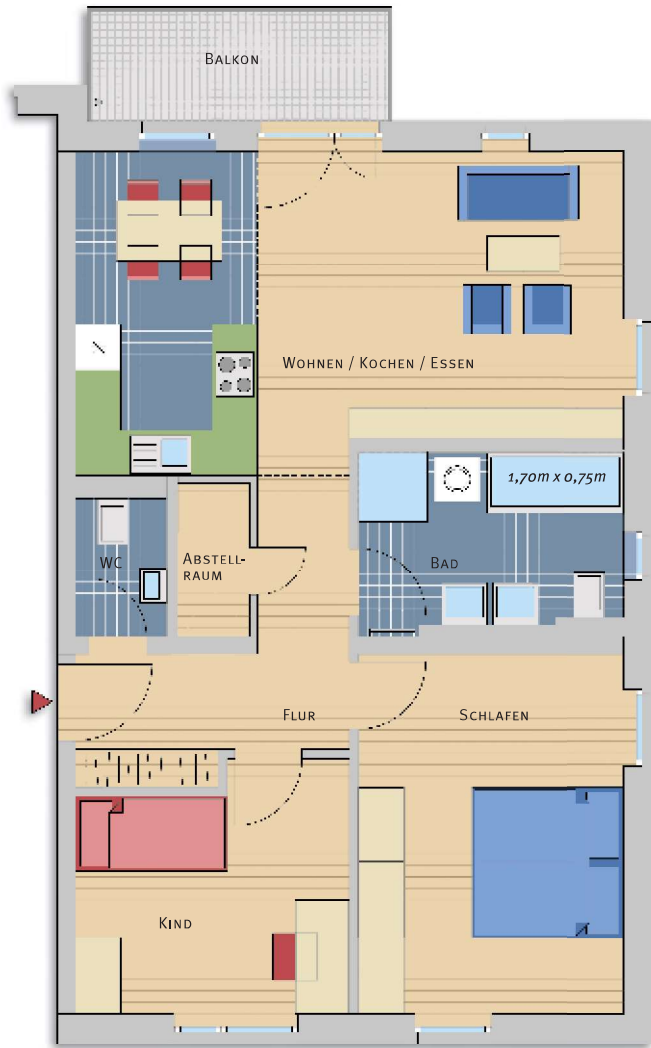 BALKON
WOHNEN / KOCHEN / ESSEN
1,70m x 0,75m
WC
ABSTELL-
RAUM
BAD
FLUR
SCHLAFEN
KIND